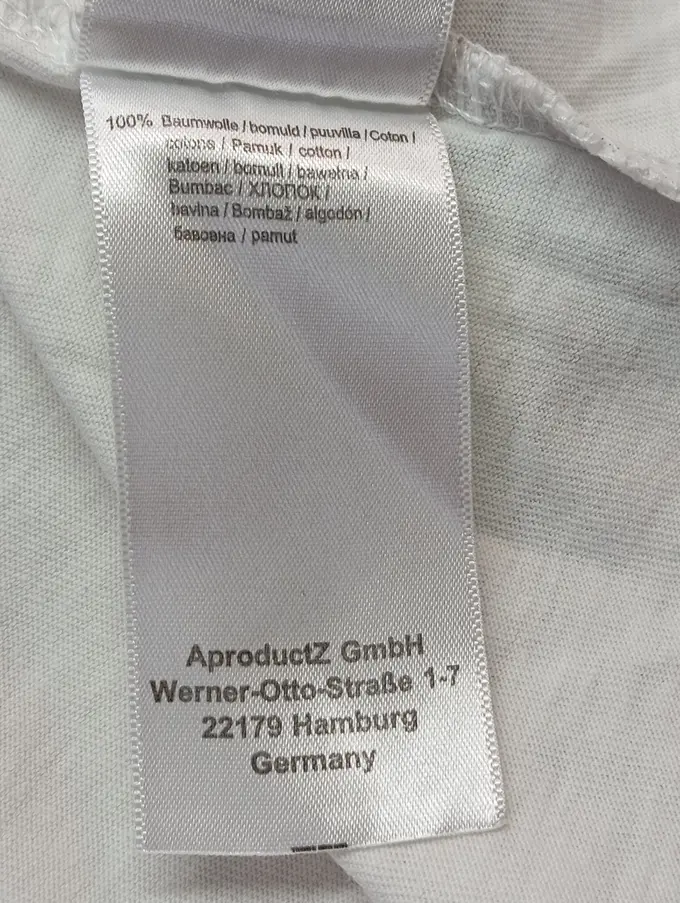 100% Baumwolle / bomuld / puuvilla / Coton /
cotone / Pamuk / cotton /
katoen / bomull / bawełna /
Bumbac / ХЛОПОК /
bavlna / Bombaž / algodón /
бавовна / pamut
AproductZ GmbH
Werner-Otto-Straße 1-7
22179 Hamburg
Germany